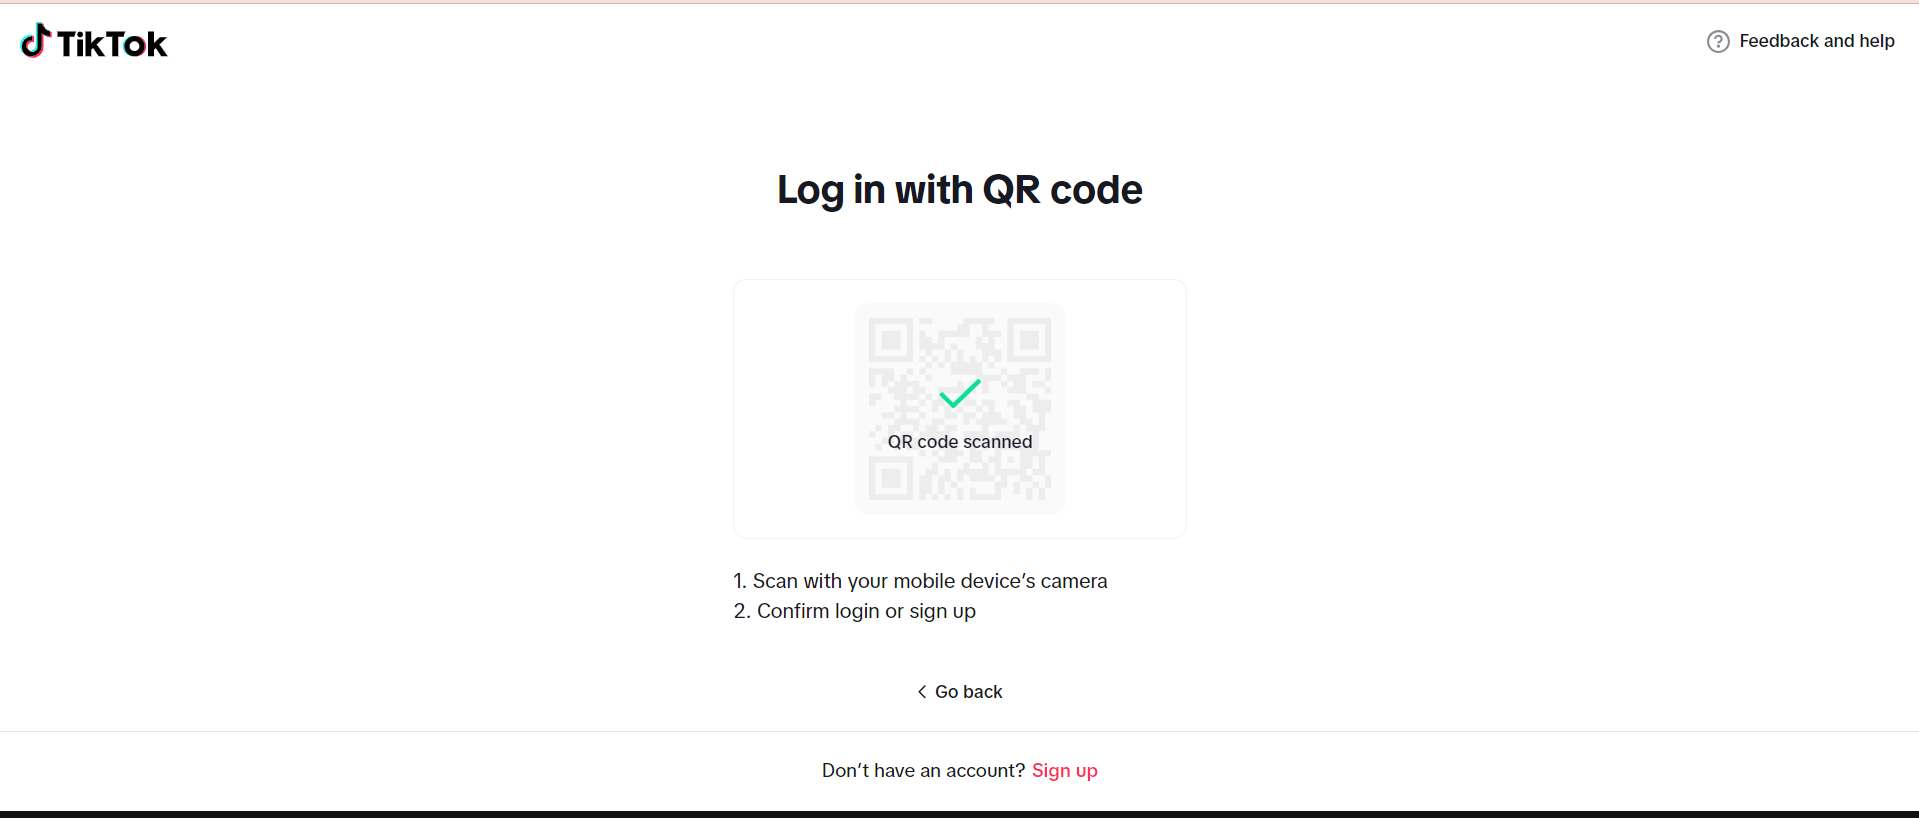 TikTok
Feedback and help
Log in with QR code
QR code scanned
1. Scan with your mobile device’s camera
2. Confirm login or sign up
Go back
Don’t have an account? Sign up